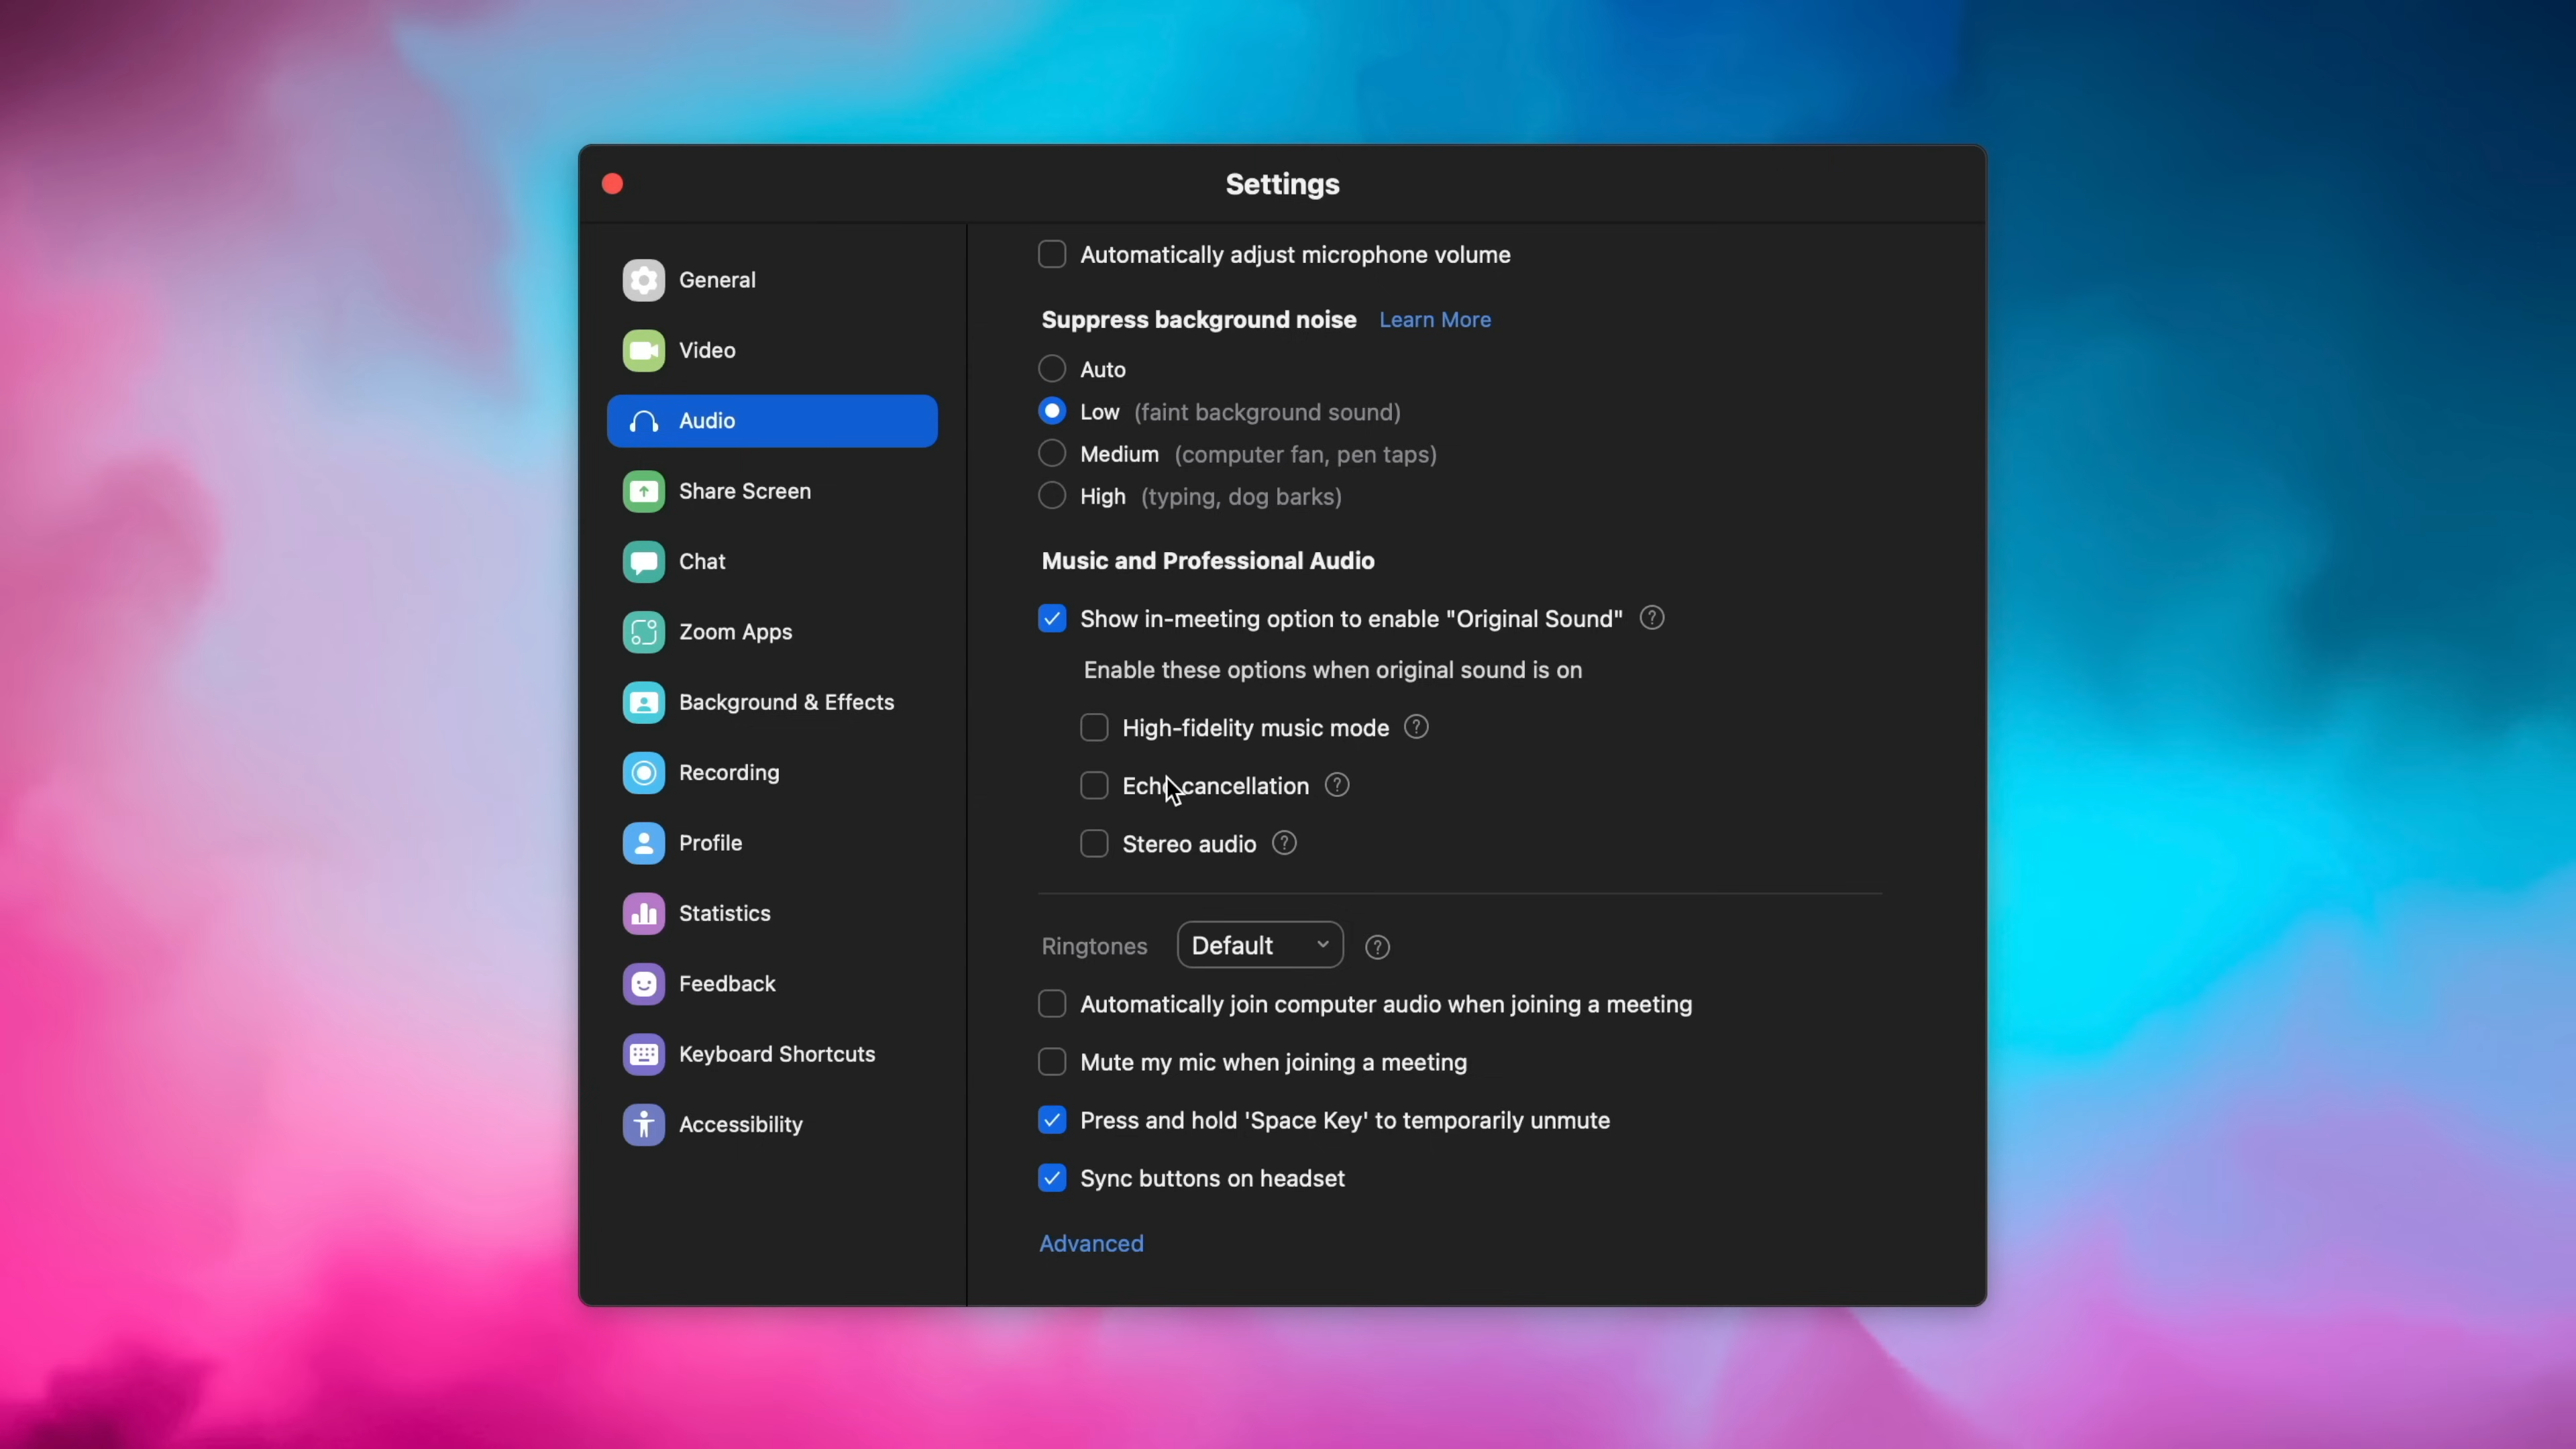 Settings
General
Video
Audio
Share Screen
Chat
Zoom Apps
Background & Effects
Recording
Profile
Statistics
Feedback
Keyboard Shortcuts
Accessibility
Automatically adjust microphone volume
Suppress background noise Learn More
Auto
Low (faint background sound)
Medium (computer fan, pen taps)
High (typing, dog barks)
Music and Professional Audio
Show in-meeting option to enable "Original Sound" ?
Enable these options when original sound is on
High-fidelity music mode ?
Echo cancellation ?
Stereo audio ?
Ringtones Default ?
Automatically join computer audio when joining a meeting
Mute my mic when joining a meeting
Press and hold 'Space Key' to temporarily unmute
Sync buttons on headset
Advanced